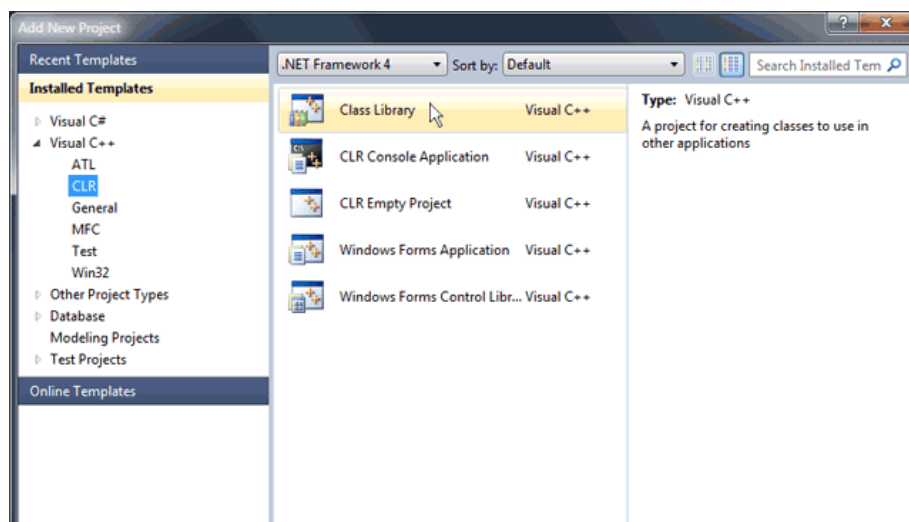 Add New Project
Recent Templates
Installed Templates
Visual C#
Visual C++
ATL
CLR
General
MFC
Test
Win32
Other Project Types
Database
Modeling Projects
Test Projects
Online Templates
.NET Framework 4
Sort by: Default
Search Installed Tem
Class Library Visual C++
CLR Console Application Visual C++
CLR Empty Project Visual C++
Windows Forms Application Visual C++
Windows Forms Control Libr... Visual C++
Type: Visual C++
A project for creating classes to use in
other applications